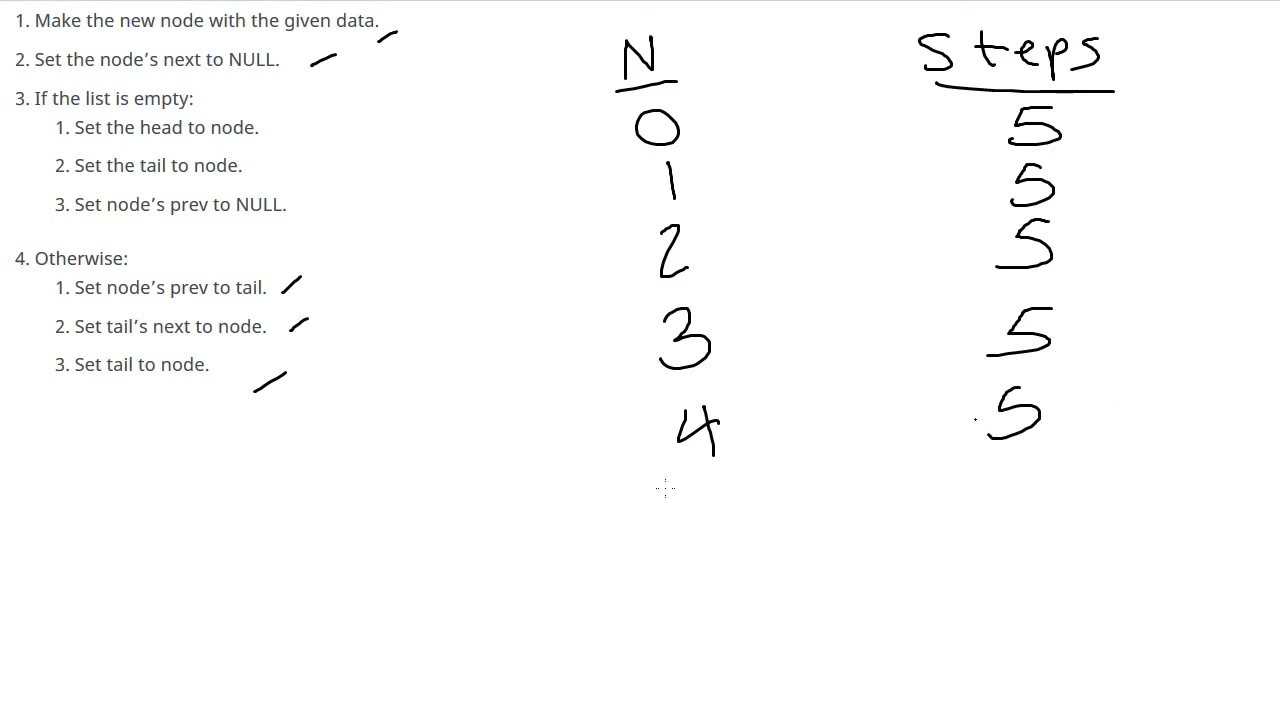 1. Make the new node with the given data.
2. Set the node’s next to NULL.
3. If the list is empty:
1. Set the head to node.
2. Set the tail to node.
3. Set node’s prev to NULL.
4. Otherwise:
1. Set node’s prev to tail.
2. Set tail’s next to node.
3. Set tail to node.
N Steps
0 5
1 5
2 5
3 5
4 5